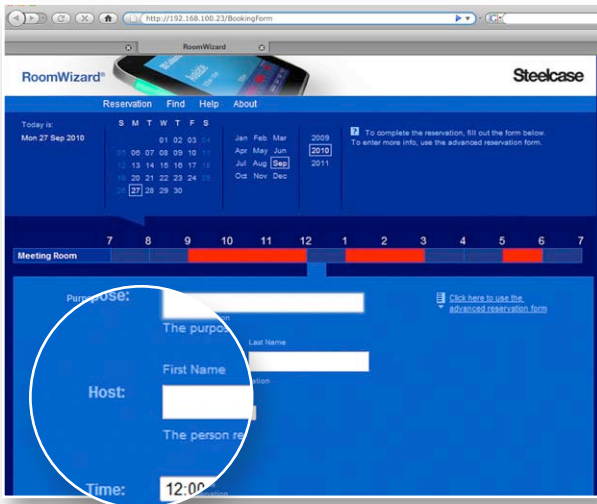 http://192.168.100.23/BookingForm
RoomWizard
RoomWizard®
Steelcase
Reservation Find Help About
Today is:
Mon 27 Sep 2010
S M T W T F S
01 02 03 04
05 06 07 08 09 10 11
12 13 14 15 16 17 18
19 20 21 22 23 24 25
26 27 28 29 30
Jan Feb Mar
Apr May Jun
Jul Aug Sep
Oct Nov Dec
2009
2010
2011
? To complete the reservation, fill out the form below.
To enter more info, use the advanced reservation form.
7 8 9 10 11 12 1 2 3 4 5 6 7
Meeting Room
Purpose:
The purpos
Click here to use the
advanced reservation form
First Name
Last Name
Host:
The person re
Time:
12:00